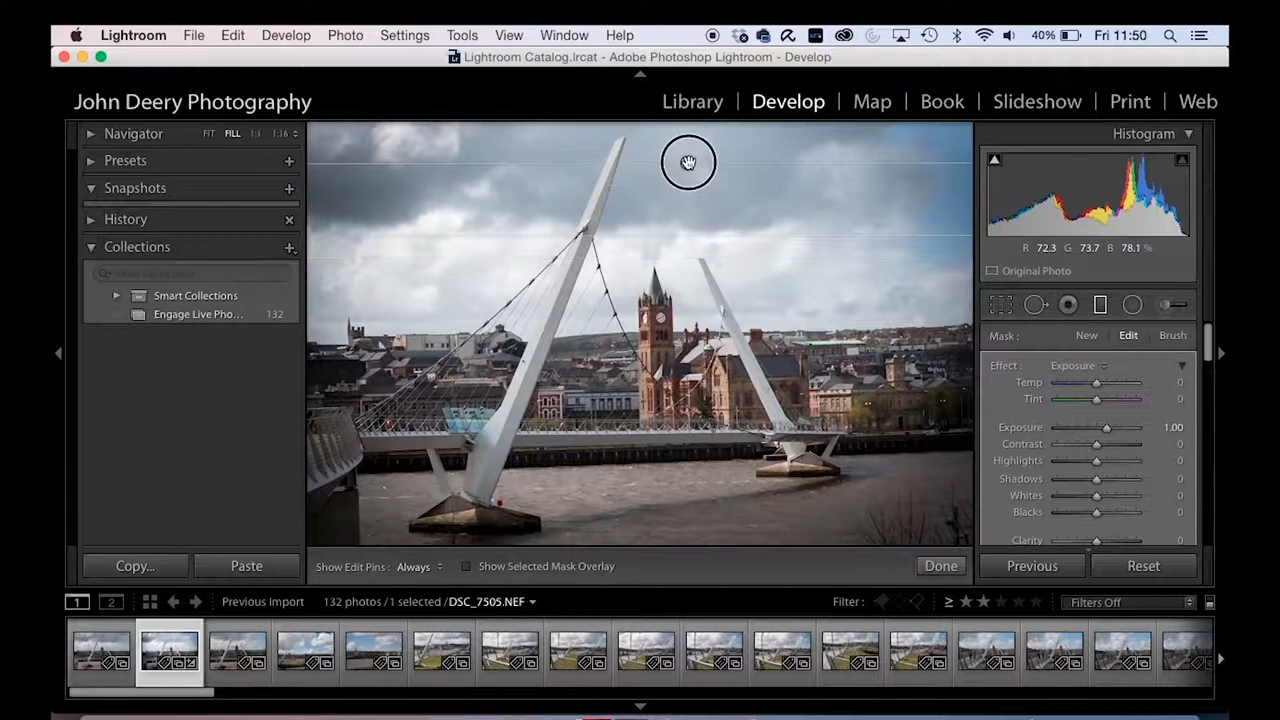 Lightroom File Edit Develop Photo Settings Tools View Window Help 40% Fri 11:50
Lightroom Catalog.lrcat - Adobe Photoshop Lightroom - Develop
John Deery Photography Library | Develop | Map | Book | Slideshow | Print | Web
Navigator FIT FILL 1:1 1:16
Histogram
Presets
Snapshots
History
Collections
R 72.3 G 73.7 B 78.1 %
Original Photo
Smart Collections
Engage Live Pho... 132
Mask : New Edit Brush
Effect : Exposure
Temp 0
Tint 0
Exposure 1.00
Contrast 0
Highlights 0
Shadows 0
Whites 0
Blacks 0
Clarity 0
Copy... Paste
Show Edit Pins : Always Show Selected Mask Overlay Done
Previous Reset
1 2 Previous Import 132 photos / 1 selected / DSC_7505.NEF Filter : ≥ Filters Off